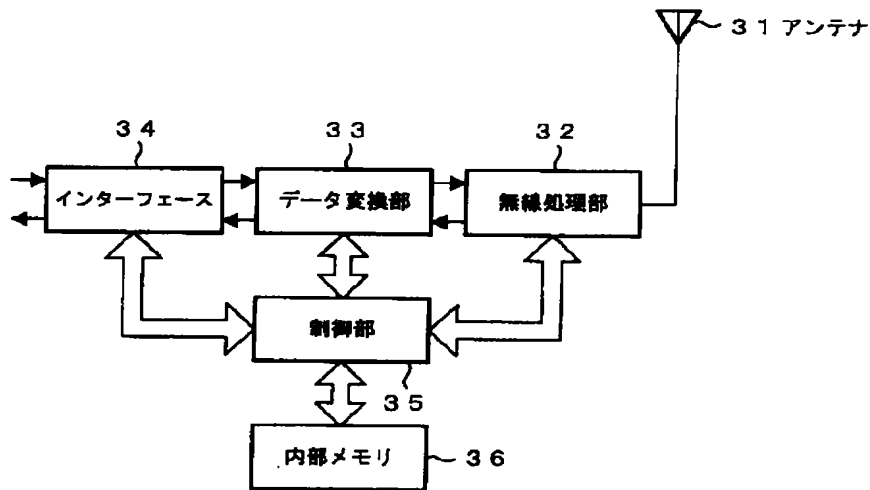 31 アンテナ
34
33
32
インターフェース
データ変換部
無線処理部
制御部
35
内部メモリ
36